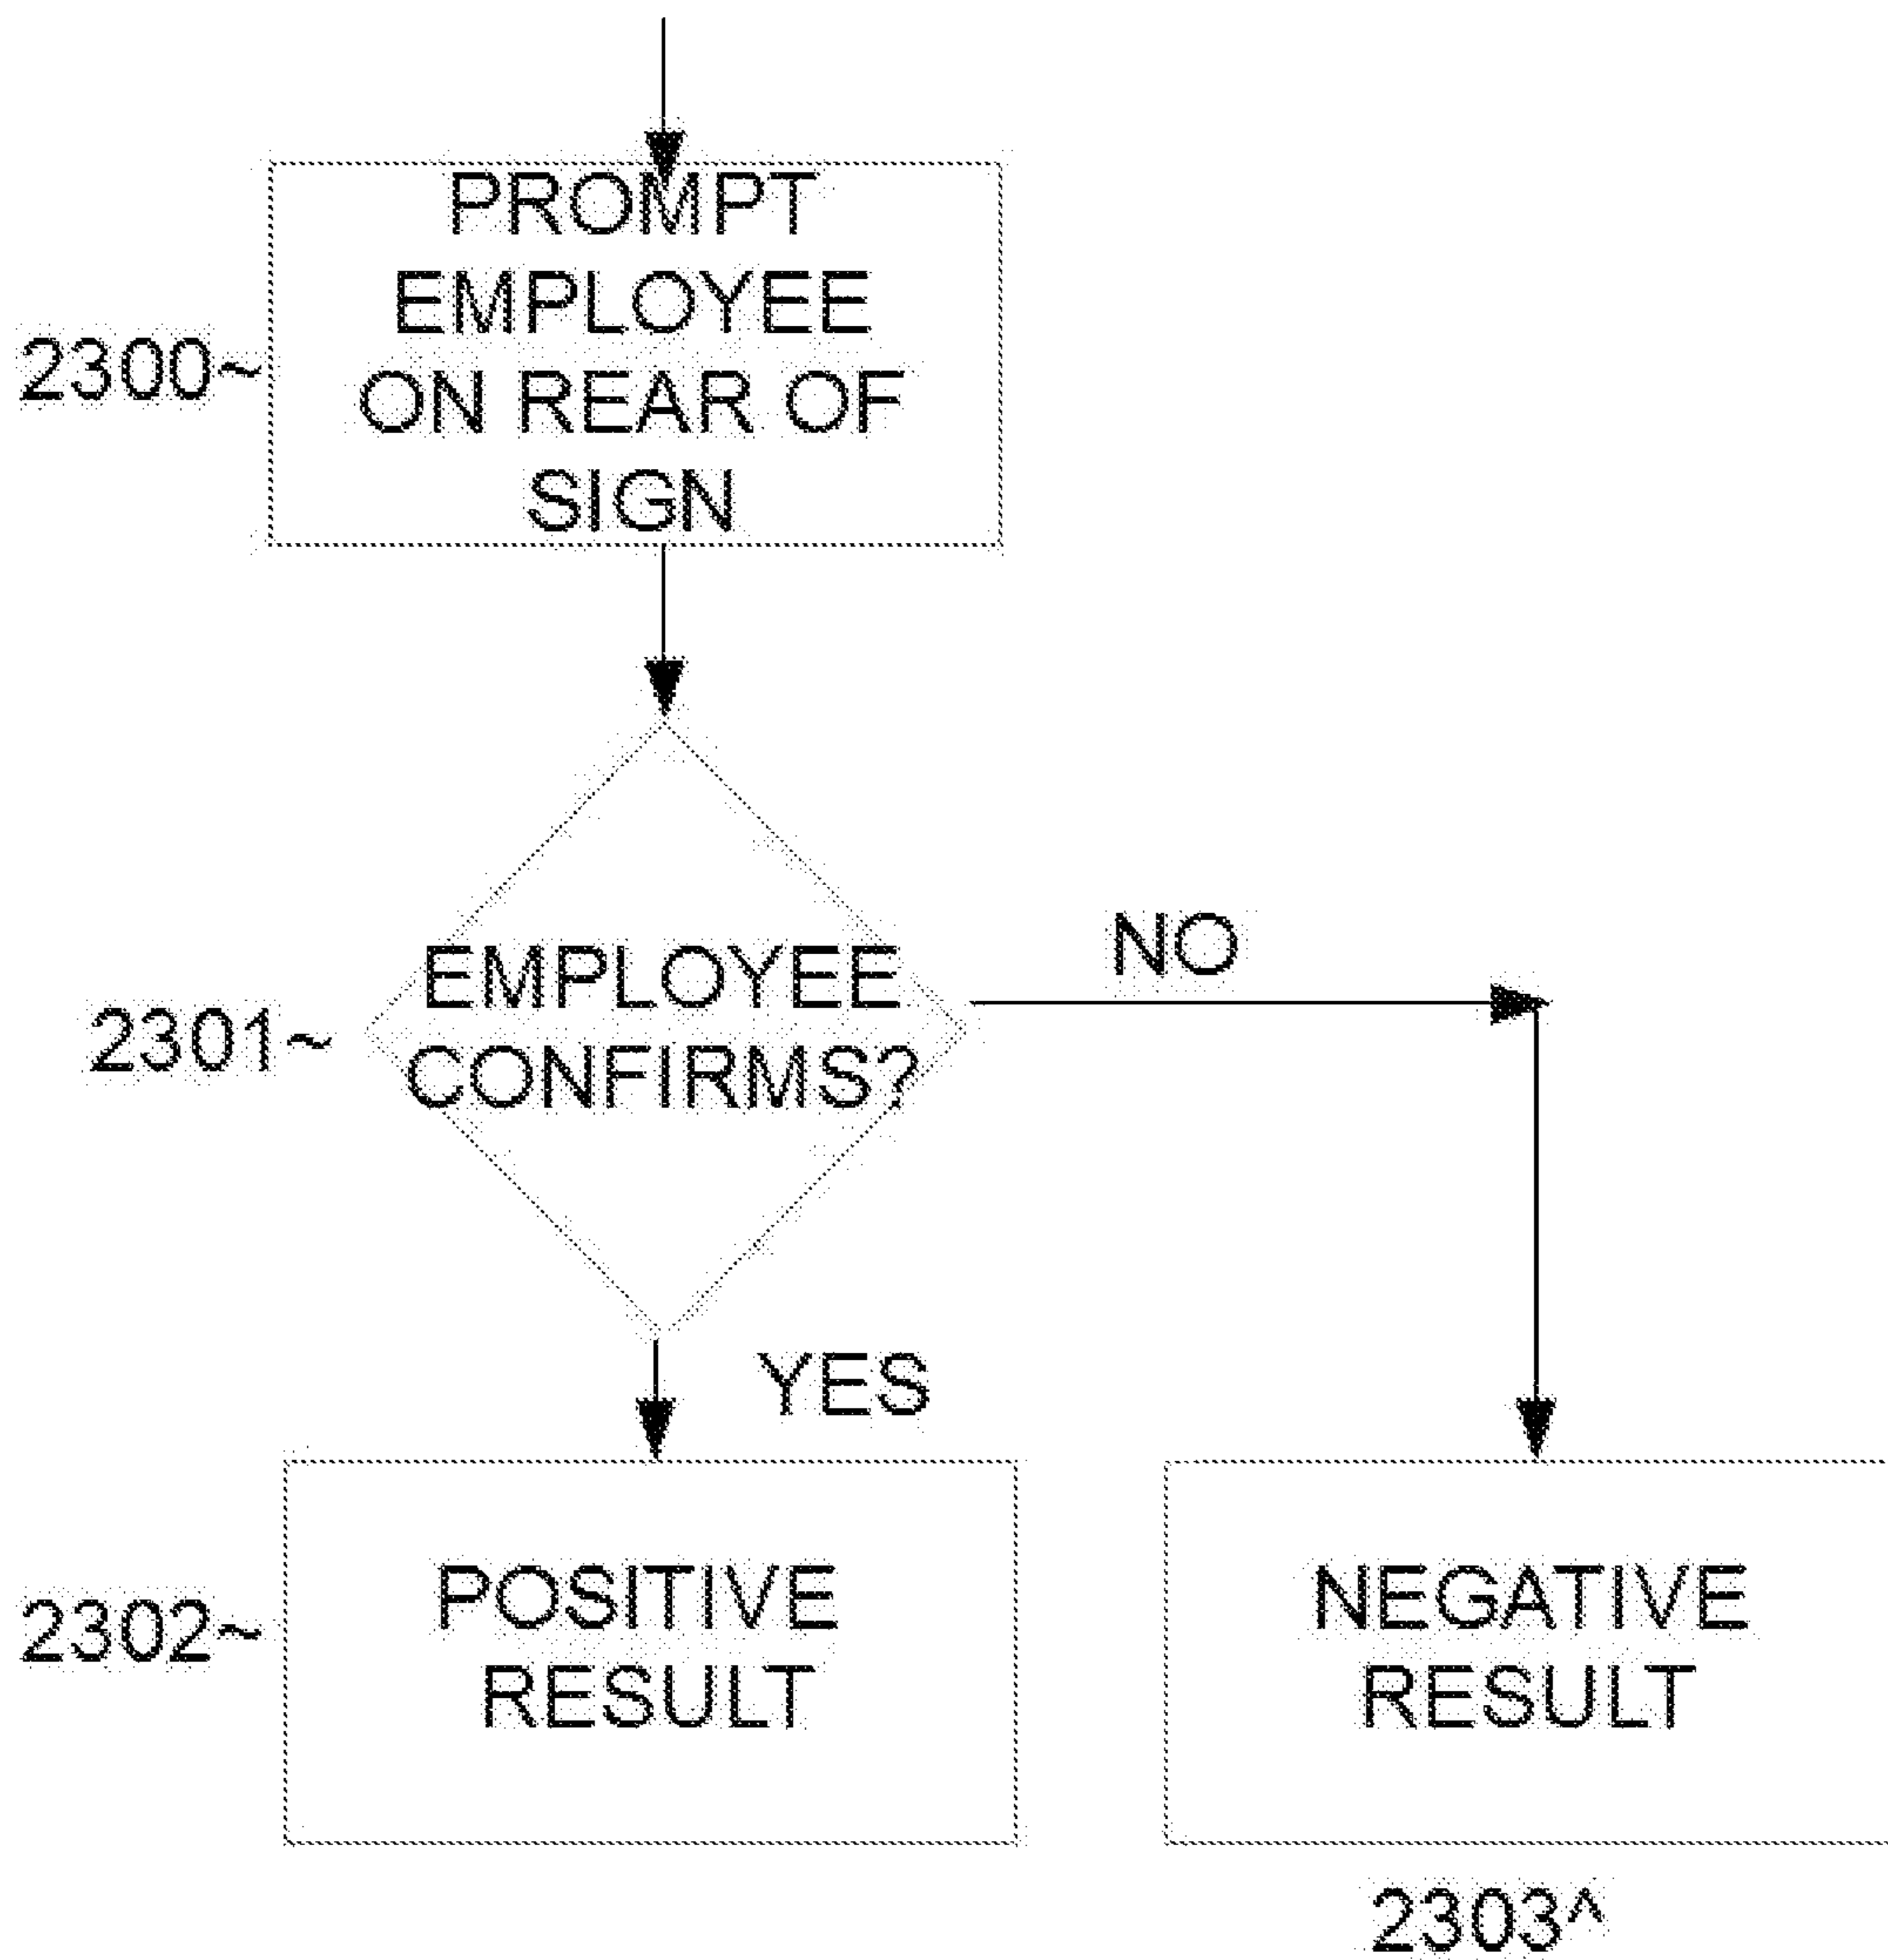 PROMPT
EMPLOYEE
2300~
ON REAR OF
SIGN
NO
EMPLOYEE
2301~
CONFIRMS?
YES
POSITIVE
RESULT
2302~
NEGATIVE
RESULT
2303^